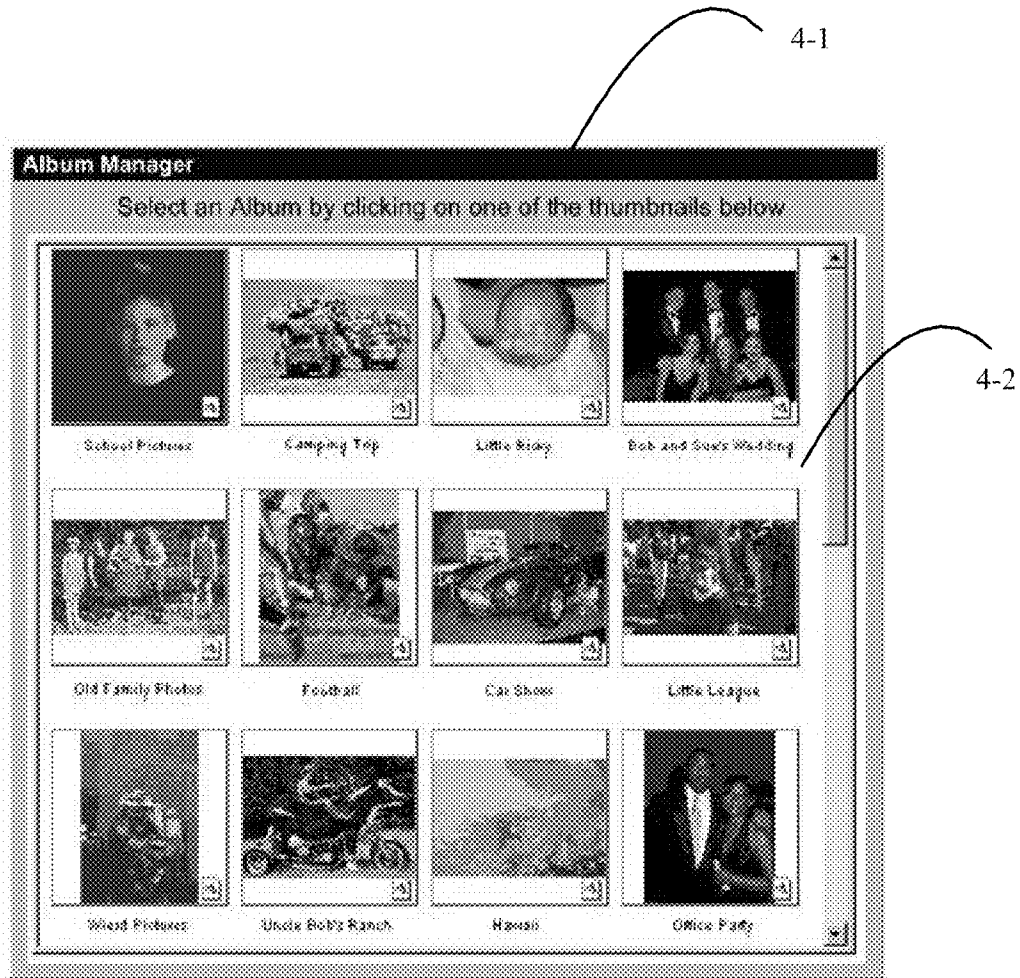 4-1
Album Manager
Select an Album by clicking on one of the thumbnails below
4-2
School Pictures
Camping Trip
Little Ricky
Bob and Sue's Wedding
Old Family Photos
Football
Car Show
Little League
Wierd Pictures
Uncle Bob's Ranch
Hawaii
Office Party